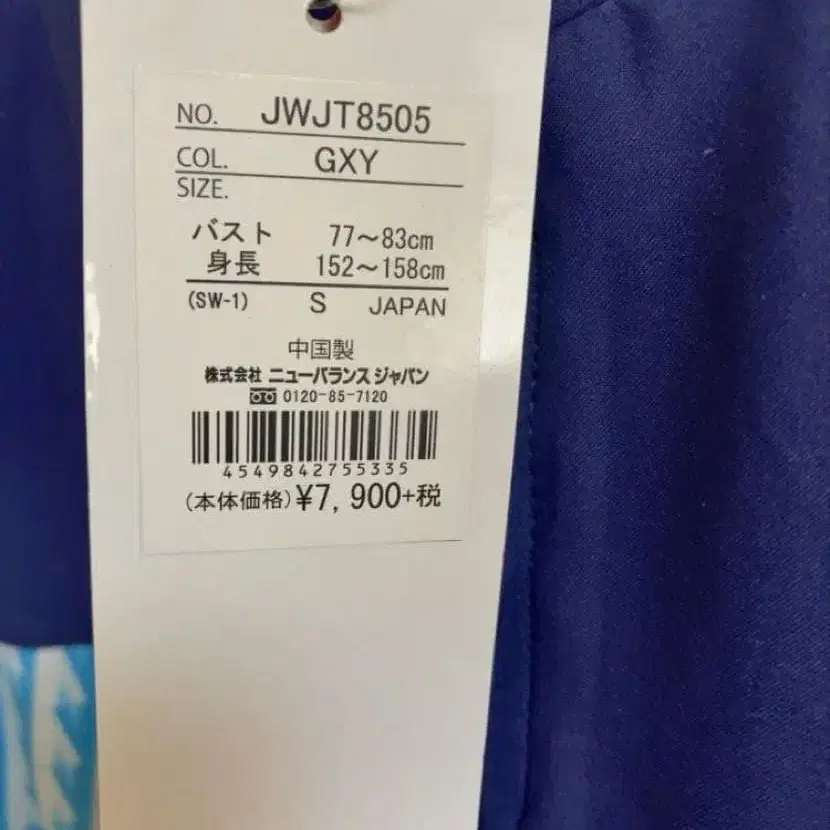 NO. JWJT8505
COL. GXY
SIZE.
バスト 77～83cm
身長 152～158cm
(SW-1) S JAPAN
中国製
株式会社 ニューバランス ジャパン
0120-85-7120
4549842755335
(本体価格)¥7,900+税